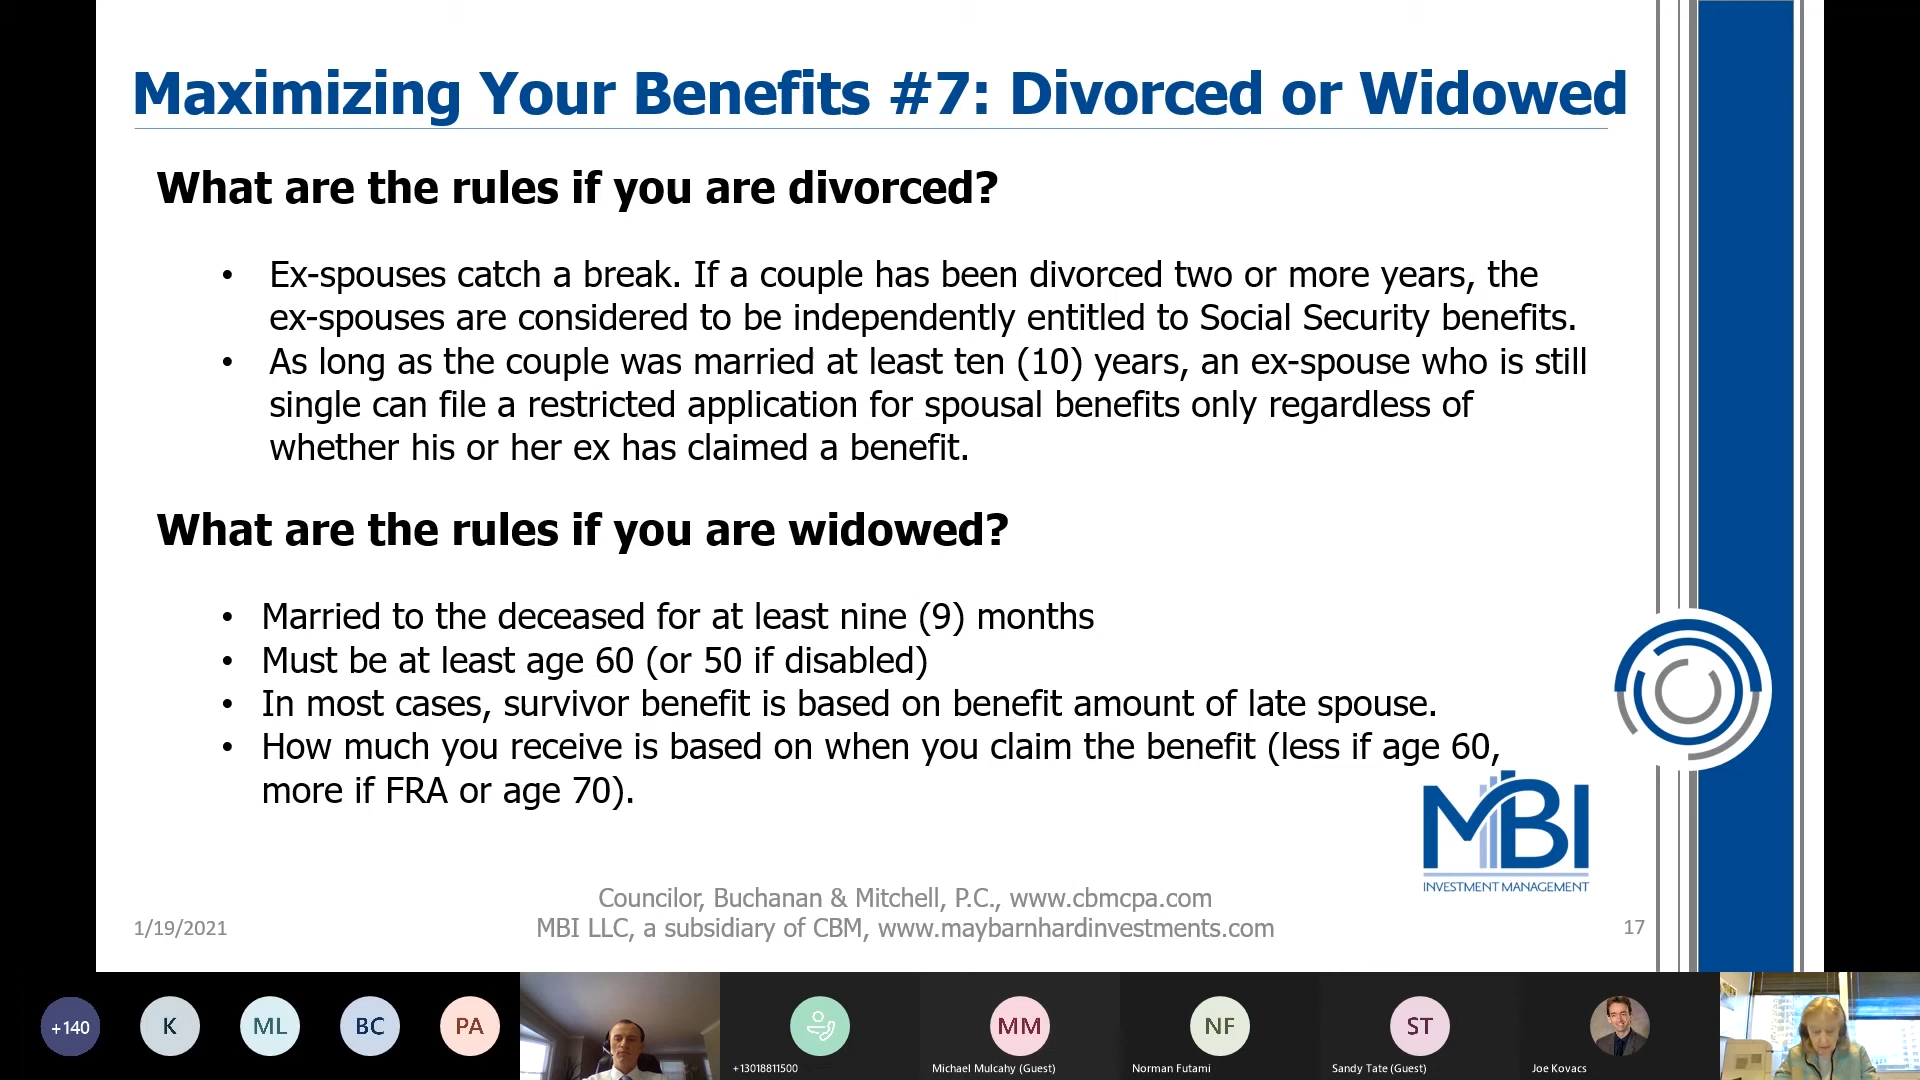 Maximizing Your Benefits #7: Divorced or Widowed
What are the rules if you are divorced?
• Ex-spouses catch a break. If a couple has been divorced two or more years, the
ex-spouses are considered to be independently entitled to Social Security benefits.
• As long as the couple was married at least ten (10) years, an ex-spouse who is still
single can file a restricted application for spousal benefits only regardless of
whether his or her ex has claimed a benefit.
What are the rules if you are widowed?
• Married to the deceased for at least nine (9) months
• Must be at least age 60 (or 50 if disabled)
• In most cases, survivor benefit is based on benefit amount of late spouse.
• How much you receive is based on when you claim the benefit (less if age 60,
more if FRA or age 70).
MBI
INVESTMENT MANAGEMENT
Councilor, Buchanan & Mitchell, P.C., www.cbmcpa.com
1/19/2021
MBI LLC, a subsidiary of CBM, www.maybarnhardinvestments.com
17
+140
K
ML
BC
PA
MM
NF
ST
+13018811500
Michael Mulcahy (Guest)
Norman Futami
Sandy Tate (Guest)
Joe Kovacs